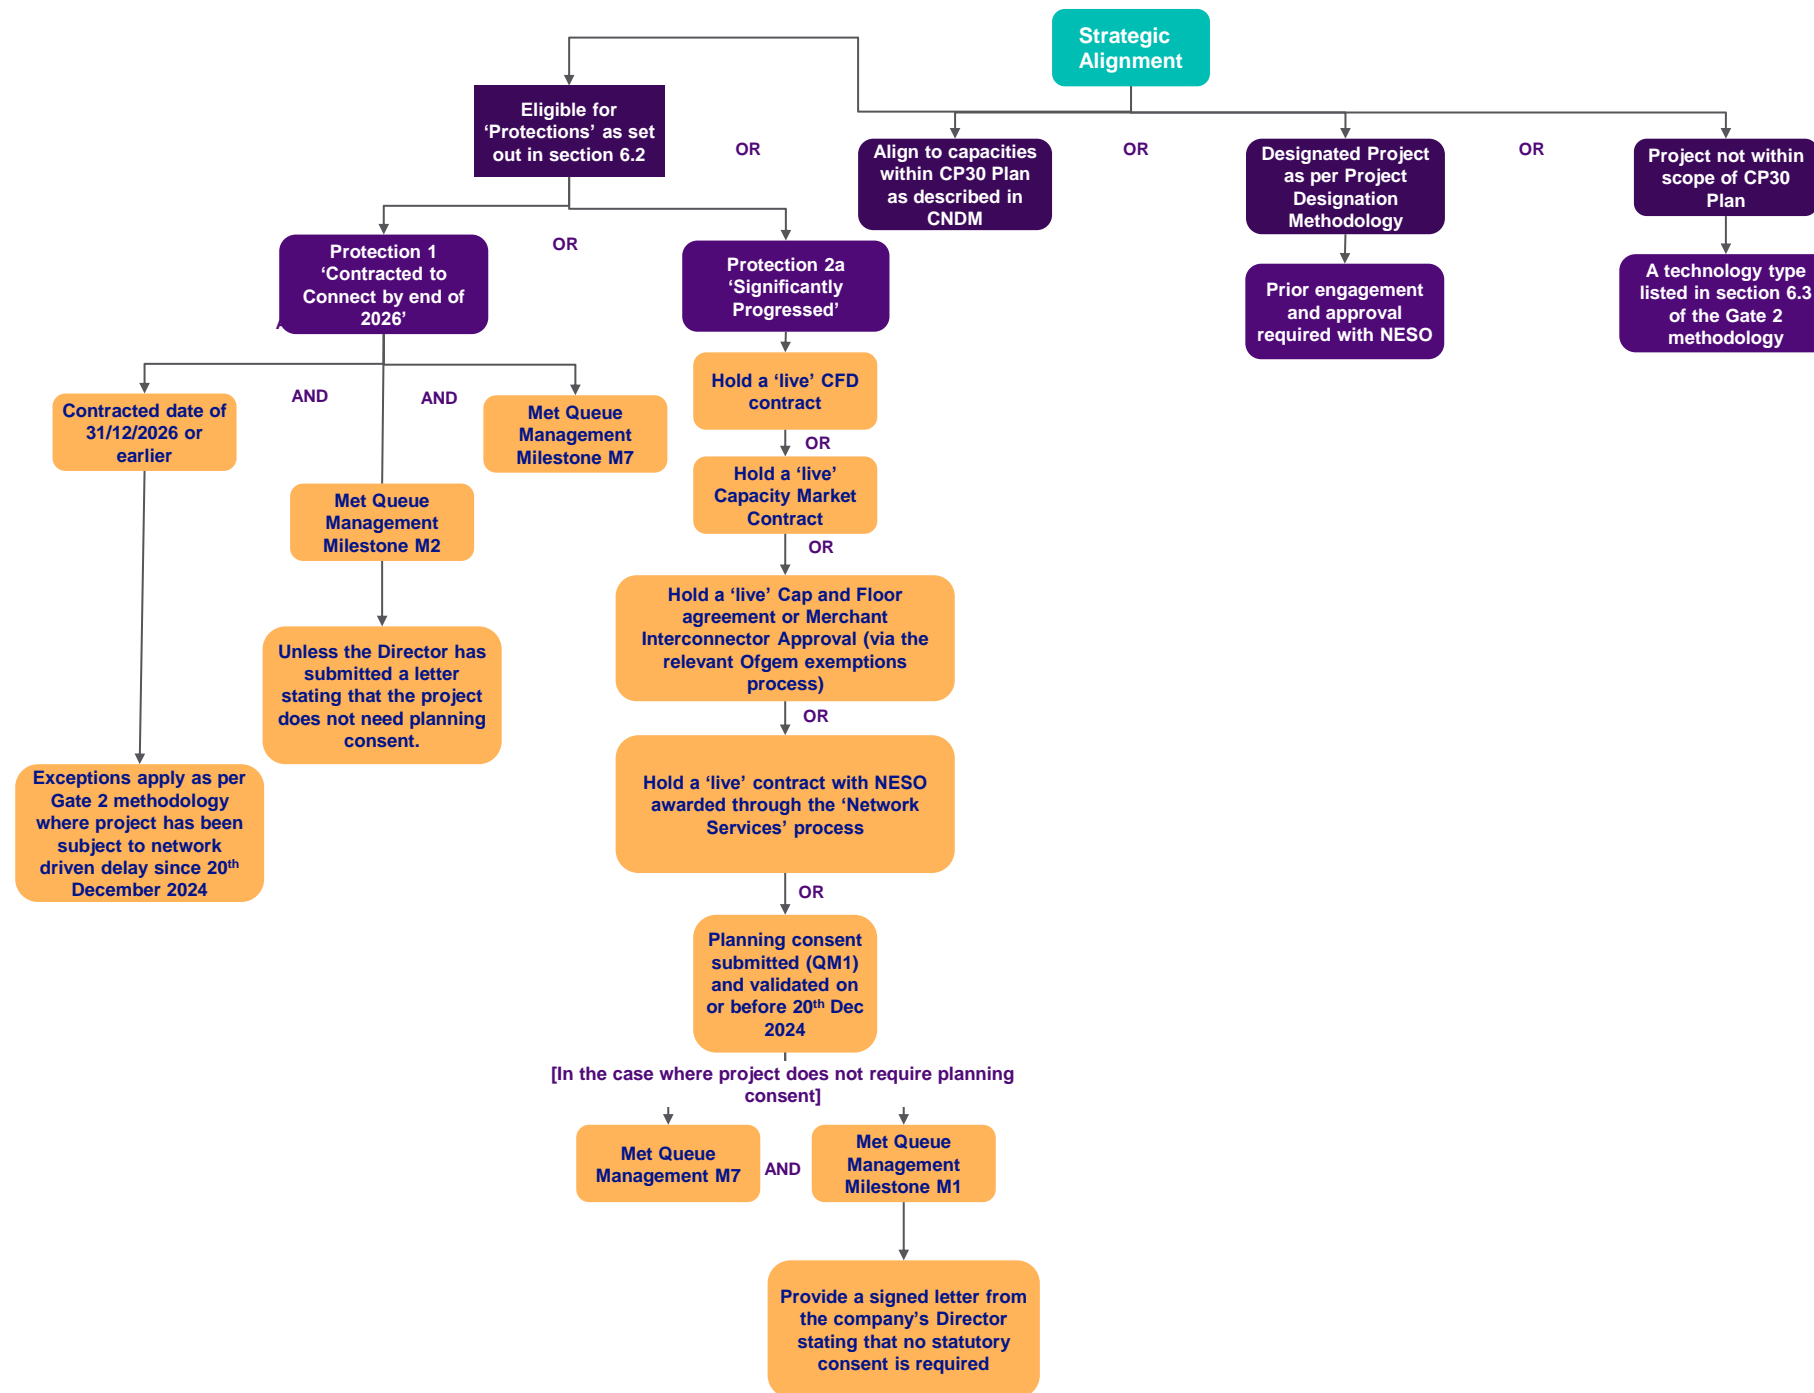 Strategic
Alignment
Eligible for
‘Protections’ as set
out in section 6.2
OR
Align to capacities
within CP30 Plan
as described in
CNDM
OR
Designated Project
as per Project
Designation
Methodology
OR
Project not within
scope of CP30
Plan
Protection 1
‘Contracted to
Connect by end of
2026’
OR
Protection 2a
‘Significantly
Progressed’
Prior engagement
and approval
required with NESO
A technology type
listed in section 6.3
of the Gate 2
methodology
Contracted date of
31/12/2026 or
earlier
AND
AND
Met Queue
Management
Milestone M7
Hold a ‘live’ CFD
contract
OR
Met Queue
Management
Milestone M2
Hold a ‘live’
Capacity Market
Contract
OR
Unless the Director has
submitted a letter
stating that the project
does not need planning
consent.
Hold a ‘live’ Cap and Floor
agreement or Merchant
Interconnector Approval (via the
relevant Ofgem exemptions
process)
OR
Exceptions apply as per
Gate 2 methodology
where project has been
subject to network
driven delay since 20th
December 2024
Hold a ‘live’ contract with NESO
awarded through the ‘Network
Services’ process
OR
Planning consent
submitted (QM1)
and validated on
or before 20th Dec
2024
[In the case where project does not require planning
consent]
Met Queue
Management M7
AND
Met Queue
Management
Milestone M1
Provide a signed letter from
the company’s Director
stating that no statutory
consent is required